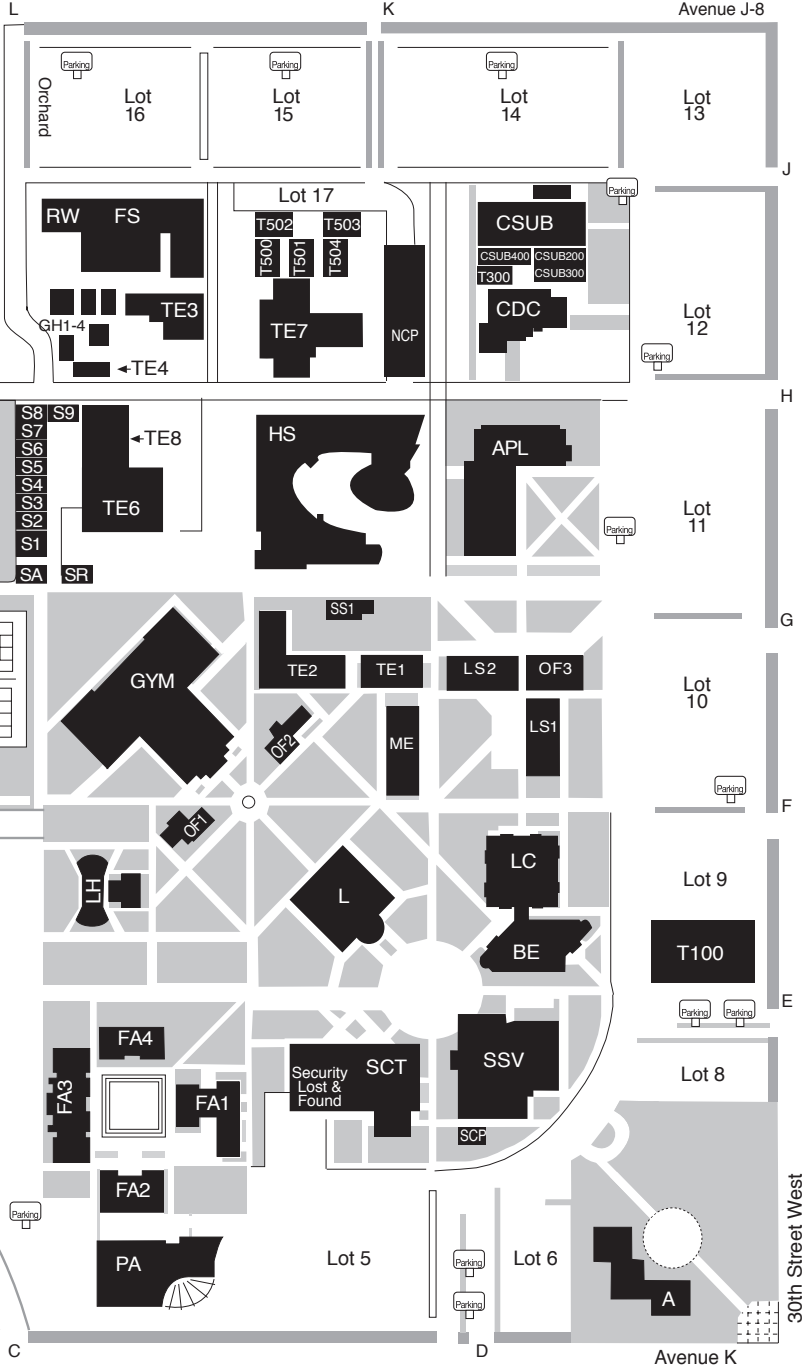 L
K
Avenue J-8
Parking
Parking
Parking
Orchard
Lot
16
Lot
15
Lot
14
Lot
13
J
Parking
Lot 17
RW
FS
T502
T503
T500
T501
T504
CSUB
CSUB400
CSUB200
T300
CSUB300
TE3
GH1-4
TE7
NCP
CDC
Lot
12
Parking
TE4
H
S8
S9
S7
S6
S5
S4
S3
S2
S1
SA
SR
TE8
TE6
HS
APL
Lot
11
Parking
G
SS1
GYM
TE2
TE1
LS2
OF3
OF2
ME
LS1
Lot
10
Parking
F
OF1
LH
L
LC
BE
Lot 9
T100
E
Parking
Parking
FA4
FA3
FA1
FA2
Security
Lost &
Found
SCT
SSV
SCP
Lot 8
Parking
PA
Lot 5
Parking
Parking
Lot 6
A
30th Street West
C
D
Avenue K